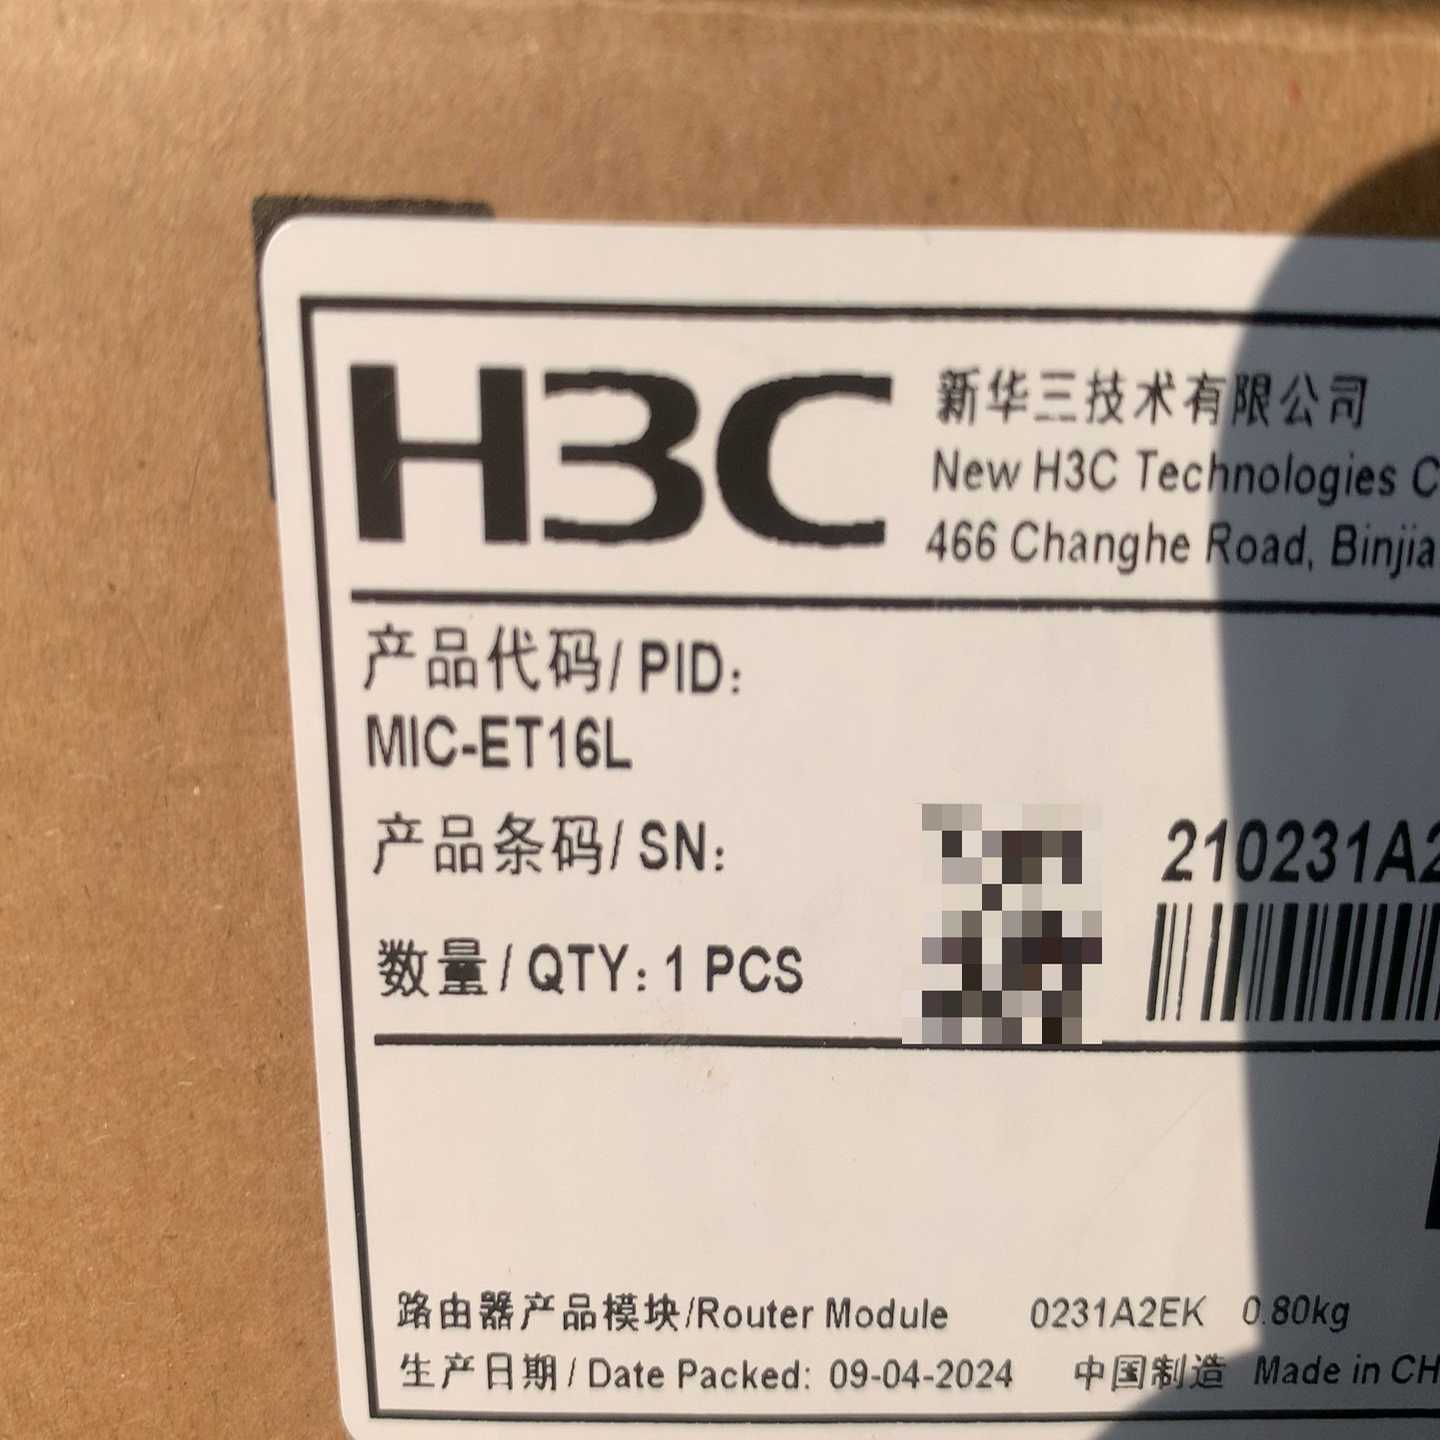 H3C
新华三技术有限公司
New H3C Technologies
466 Changhe Road,
产品代码/ PID:
MIC-ET16L
产品条码/ SN:
210231A2
数量/ QTY: 1 PCS
路由器产品模块/Router Module 0231A2EK 0.80kg
生产日期 / Date Packed: 09-04-2024 中国制造 Made in